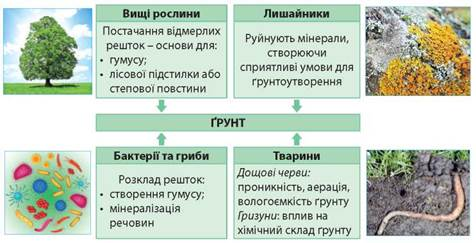 Вищі рослини
Постачання відмерлих
решток – основи для:
• гумусу;
• лісової підстилки або
степової повстини
Лишайники
Руйнують мінерали,
створюючи
сприятливі умови для
ґрунтоутворення
ҐРУНТ
Бактерії та гриби
Розклад решток:
• створення гумусу;
• мінералізація
речовин
Тварини
Дощові черви:
проникність, аерація,
вологоємість ґрунту
Гризуни: вплив на
хімічний склад ґрунту